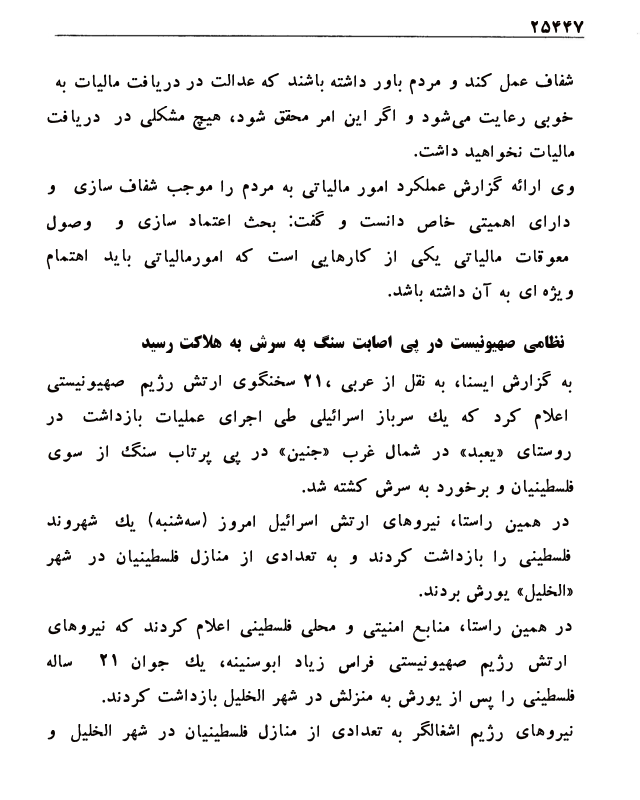 ۲۵۴۴۷
شفاف عمل کند و مردم باور داشته باشند که عدالت در دریافت مالیات به
خوبی رعایت می‌شود و اگر این امر محقق شود، هیچ مشکلی در دریافت
مالیات نخواهید داشت.
وی ارائه گزارش عملکرد امور مالیاتی به مردم را موجب شفاف سازی و
دارای اهمیتی خاص دانست و گفت: بحث اعتماد سازی و وصول
معوقات مالیاتی یکی از کارهایی است که امورمالیاتی باید اهتمام
ویژه ای به آن داشته باشد.
نظامی صهیونیست در پی اصابت سنگ به سرش به هلاکت رسید
به گزارش ایسنا، به نقل از عربی ۲۱، سخنگوی ارتش رژیم صهیونیستی
اعلام کرد که یك سرباز اسرائیلی طی اجرای عملیات بازداشت در
روستای «یعبد» در شمال غرب «جنین» در پی پرتاب سنگ از سوی
فلسطینیان و برخورد به سرش کشته شد.
در همین راستا، نیروهای ارتش اسرائیل امروز (سه‌شنبه) یك شهروند
فلسطینی را بازداشت کردند و به تعدادی از منازل فلسطینیان در شهر
«الخلیل» یورش بردند.
در همین راستا، منابع امنیتی و محلی فلسطینی اعلام کردند که نیروهای
ارتش رژیم صهیونیستی فراس زیاد ابوسنینه، یك جوان ۲۱ ساله
فلسطینی را پس از یورش به منزلش در شهر الخلیل بازداشت کردند.
نیروهای رژیم اشغالگر به تعدادی از منازل فلسطینیان در شهر الخلیل و